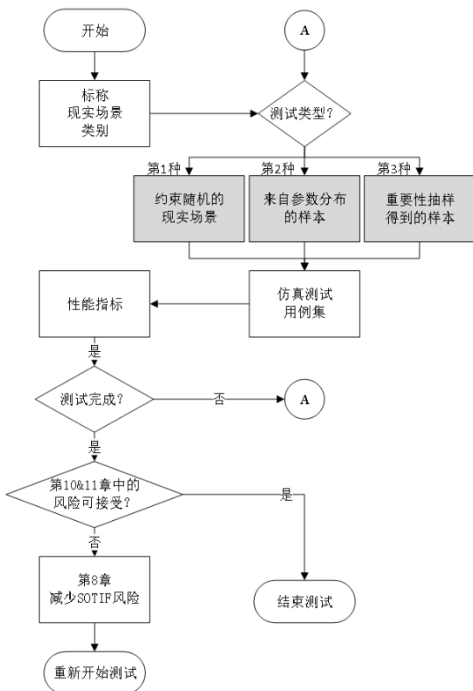 开始
A
标称
现实场景
类别
测试类型?
第1种
第2种
第3种
约束随机的
现实场景
来自参数分布
的样本
重要性抽样
得到的样本
性能指标
仿真测试
用例集
是
测试完成?
否
A
是
第10&11章中的
风险可接受?
是
否
第8章
减少SOTIF风险
结束测试
重新开始测试